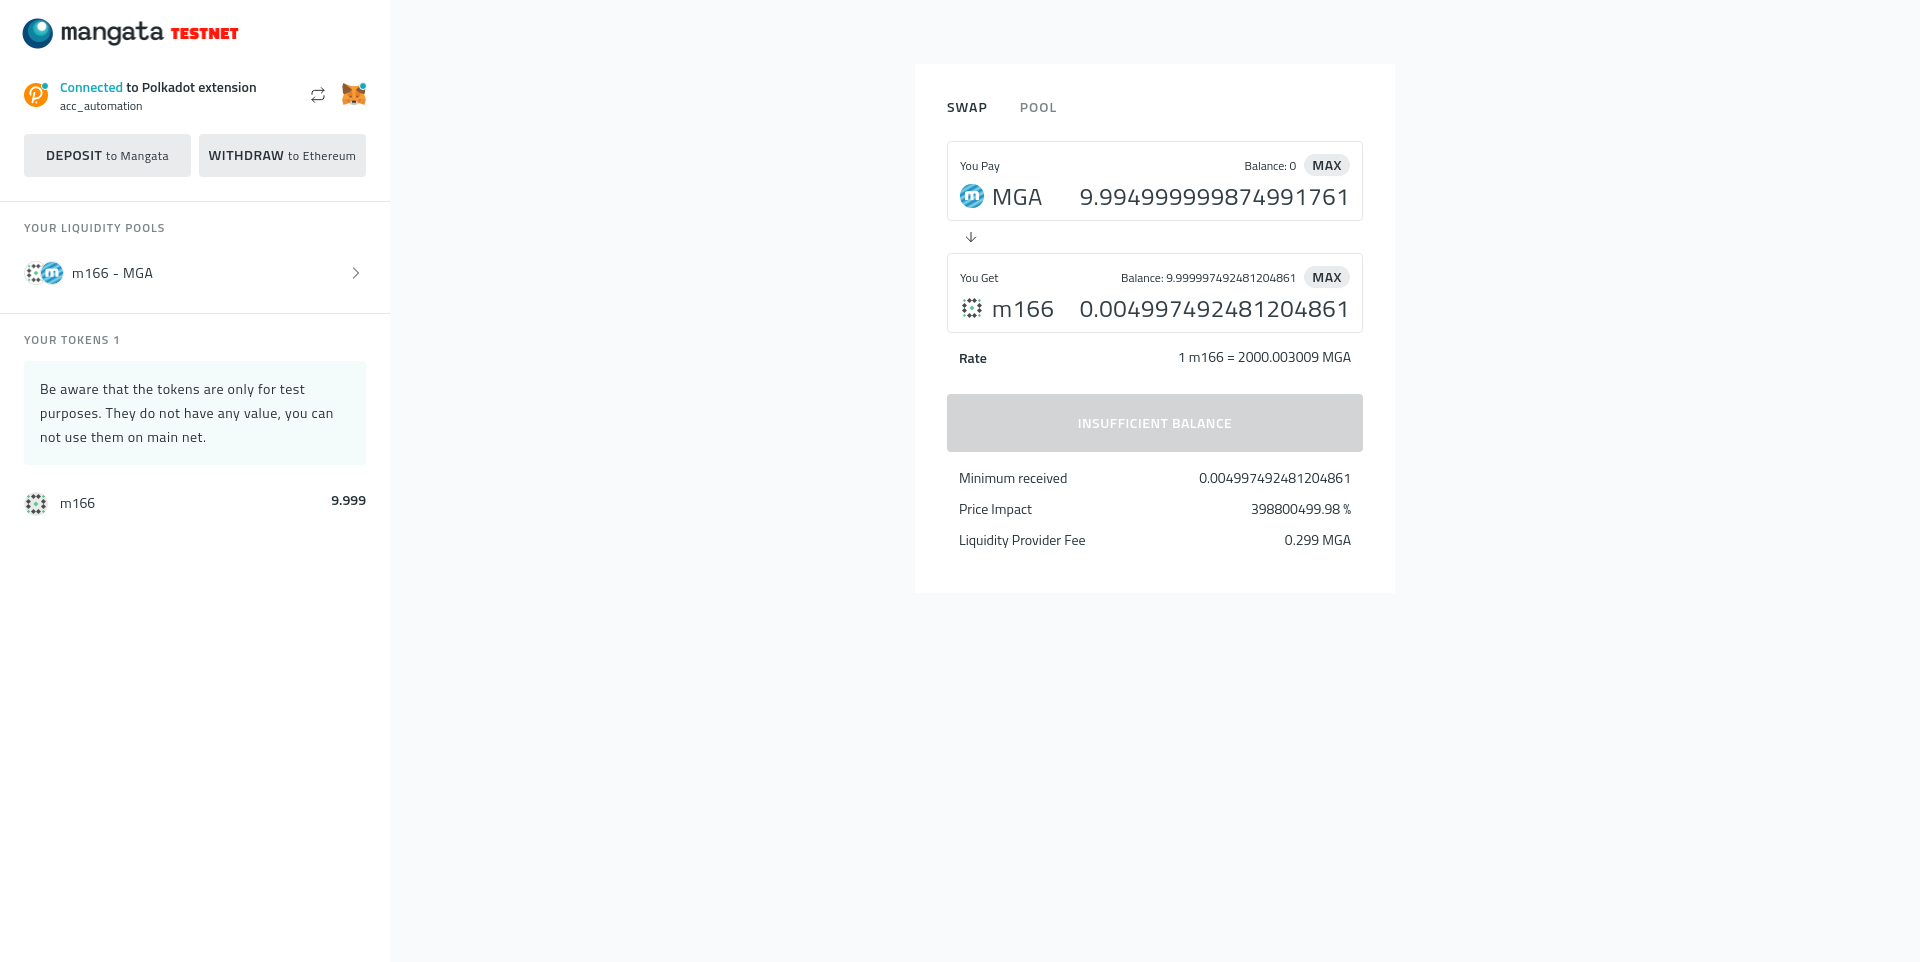 mangata TESTNET
Connected to Polkadot extension
acc_automation
DEPOSIT to Mangata
WITHDRAW to Ethereum
YOUR LIQUIDITY POOLS
m166 - MGA
YOUR TOKENS 1
Be aware that the tokens are only for test
purposes. They do not have any value, you can
not use them on main net.
m166
9.999
SWAP
POOL
You Pay
Balance: 0
MAX
MGA
9.994999999874991761
You Get
Balance: 9.999997492481204861
MAX
m166
0.004997492481204861
Rate
1 m166 = 2000.003009 MGA
INSUFFICIENT BALANCE
Minimum received
0.004997492481204861
Price Impact
398800499.98 %
Liquidity Provider Fee
0.299 MGA